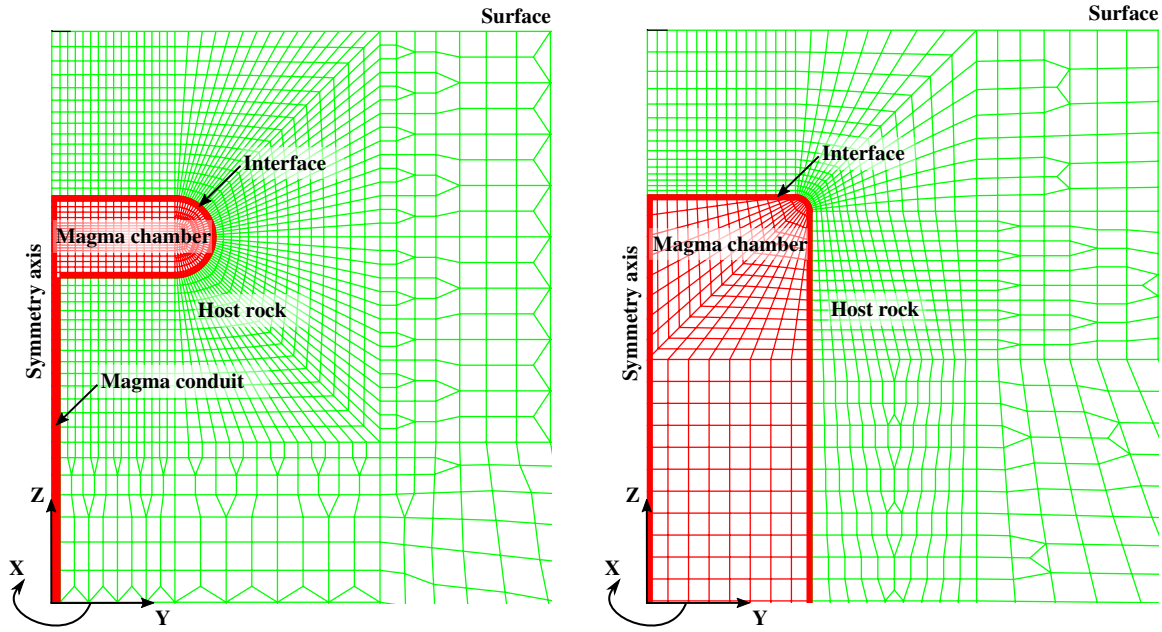 Surface
Interface
Magma chamber
Symmetry axis
Host rock
Magma conduit
Z
X
Y
Surface
Interface
Magma chamber
Symmetry axis
Host rock
Z
X
Y